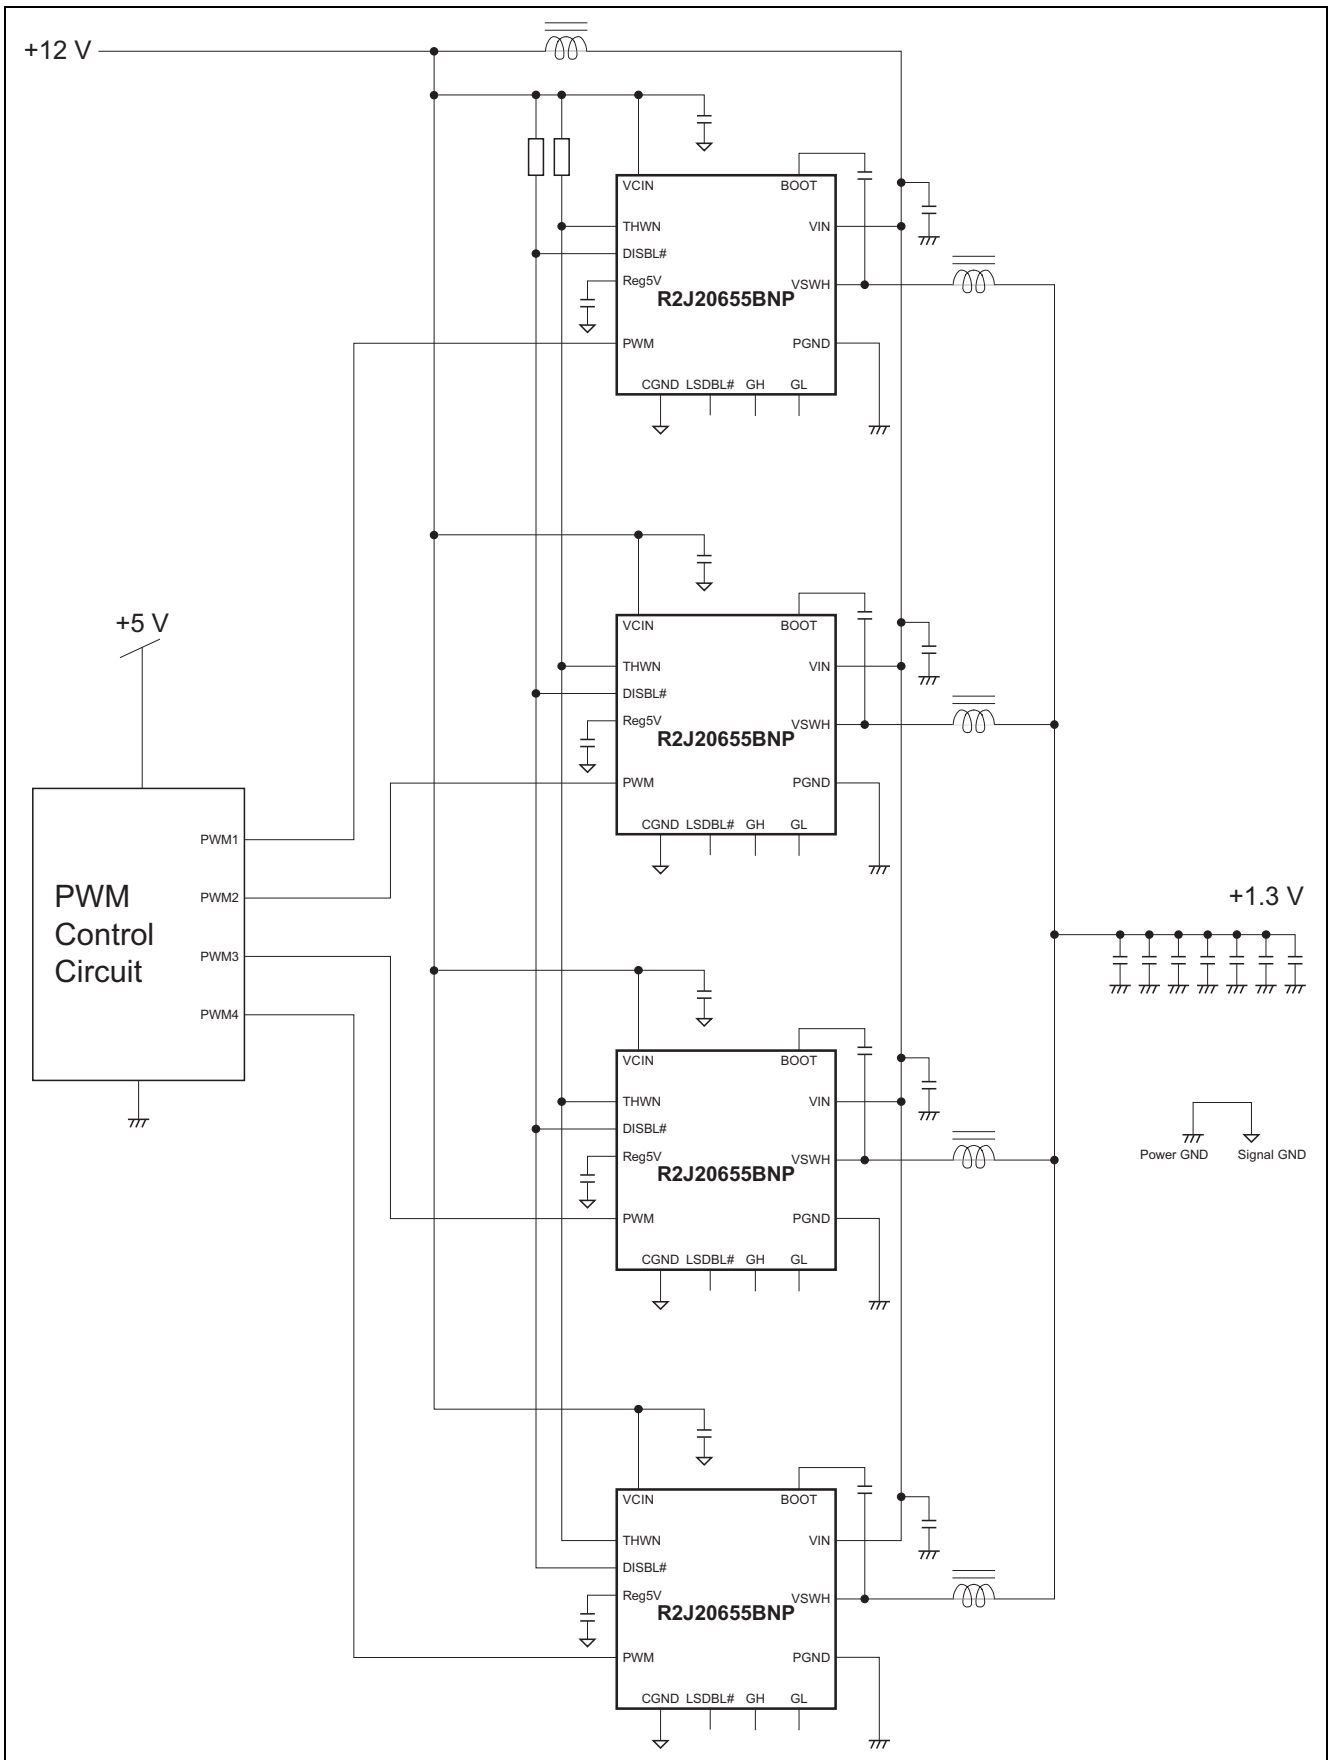 +12 V
VCIN
BOOT
THWN
VIN
DISBL#
Reg5V
VSWH
R2J20655BNP
PWM
PGND
CGND LSDBL# GH GL
VCIN
BOOT
+5 V
THWN
VIN
DISBL#
Reg5V
VSWH
R2J20655BNP
PWM
PGND
CGND LSDBL# GH GL
PWM1
PWM2
PWM3
PWM4
PWM
Control
Circuit
+1.3 V
VCIN
BOOT
THWN
VIN
DISBL#
Reg5V
VSWH
R2J20655BNP
PWM
PGND
CGND LSDBL# GH GL
Power GND
Signal GND
VCIN
BOOT
THWN
VIN
DISBL#
Reg5V
VSWH
R2J20655BNP
PWM
PGND
CGND LSDBL# GH GL